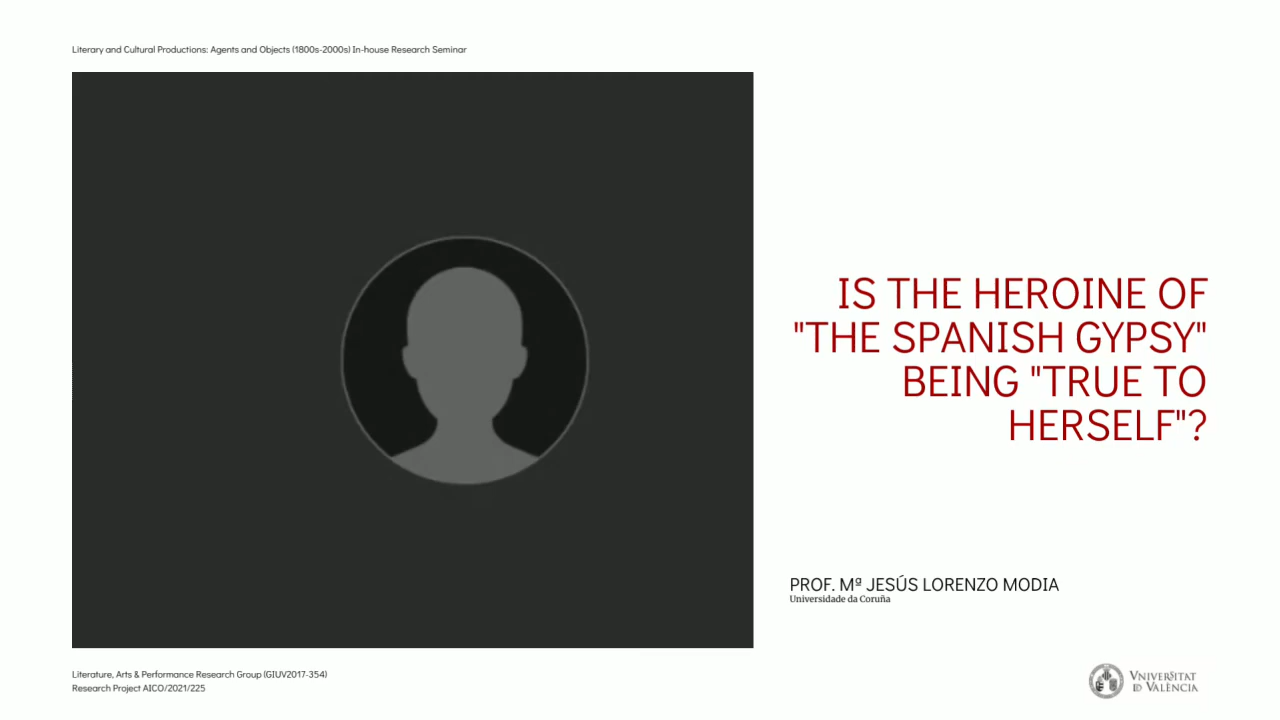 Literary and Cultural Productions: Agents and Objects (1800s-2000s) In-house Research Seminar
IS THE HEROINE OF
"THE SPANISH GYPSY"
BEING "TRUE TO
HERSELF"?
PROF. Mª JESÚS LORENZO MODIA
Universidade da Coruña
Literature, Arts & Performance Research Group (GIUV2017-354)
Research Project AICO/2021/225
VNIVERSITAT
ID VALÈNCIA